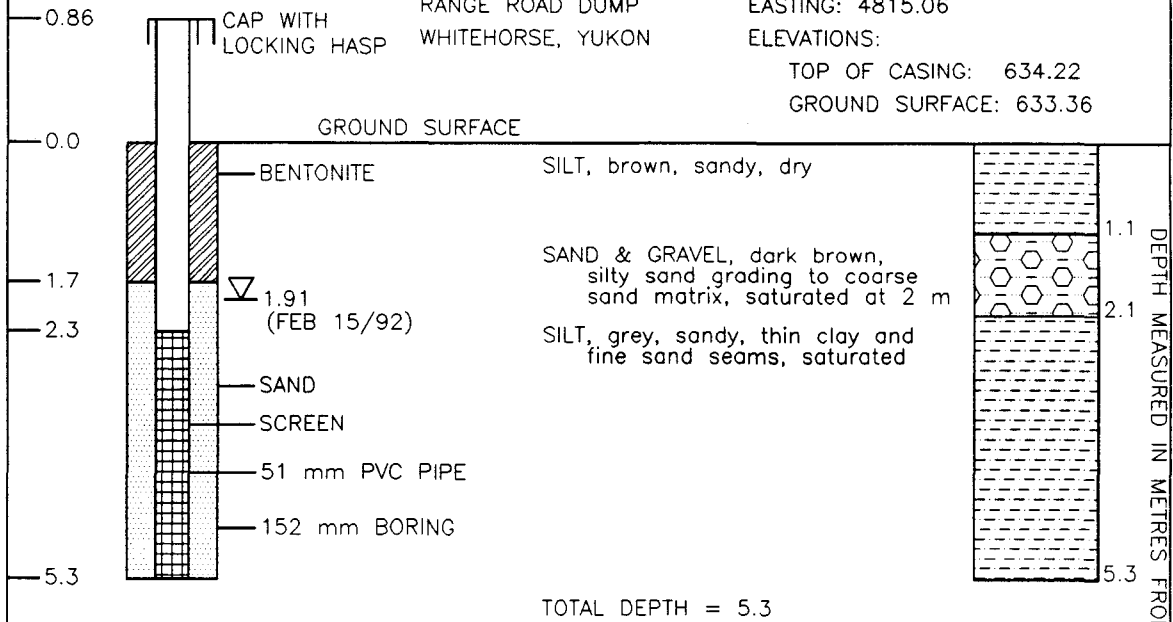 0.86
CAP WITH
LOCKING HASP
RANGE ROAD DUMP
WHITEHORSE, YUKON
EASTING: 4815.06
ELEVATIONS:
TOP OF CASING: 634.22
GROUND SURFACE: 633.36
0.0
GROUND SURFACE
BENTONITE
SILT, brown, sandy, dry
1.1
SAND & GRAVEL, dark brown,
silty sand grading to coarse
sand matrix, saturated at 2 m
1.7
1.91
(FEB 15/92)
2.1
2.3
SILT, grey, sandy, thin clay and
fine sand seams, saturated
SAND
SCREEN
51 mm PVC PIPE
152 mm BORING
5.3
5.3
TOTAL DEPTH = 5.3
DEPTH MEASURED IN METRES FROM